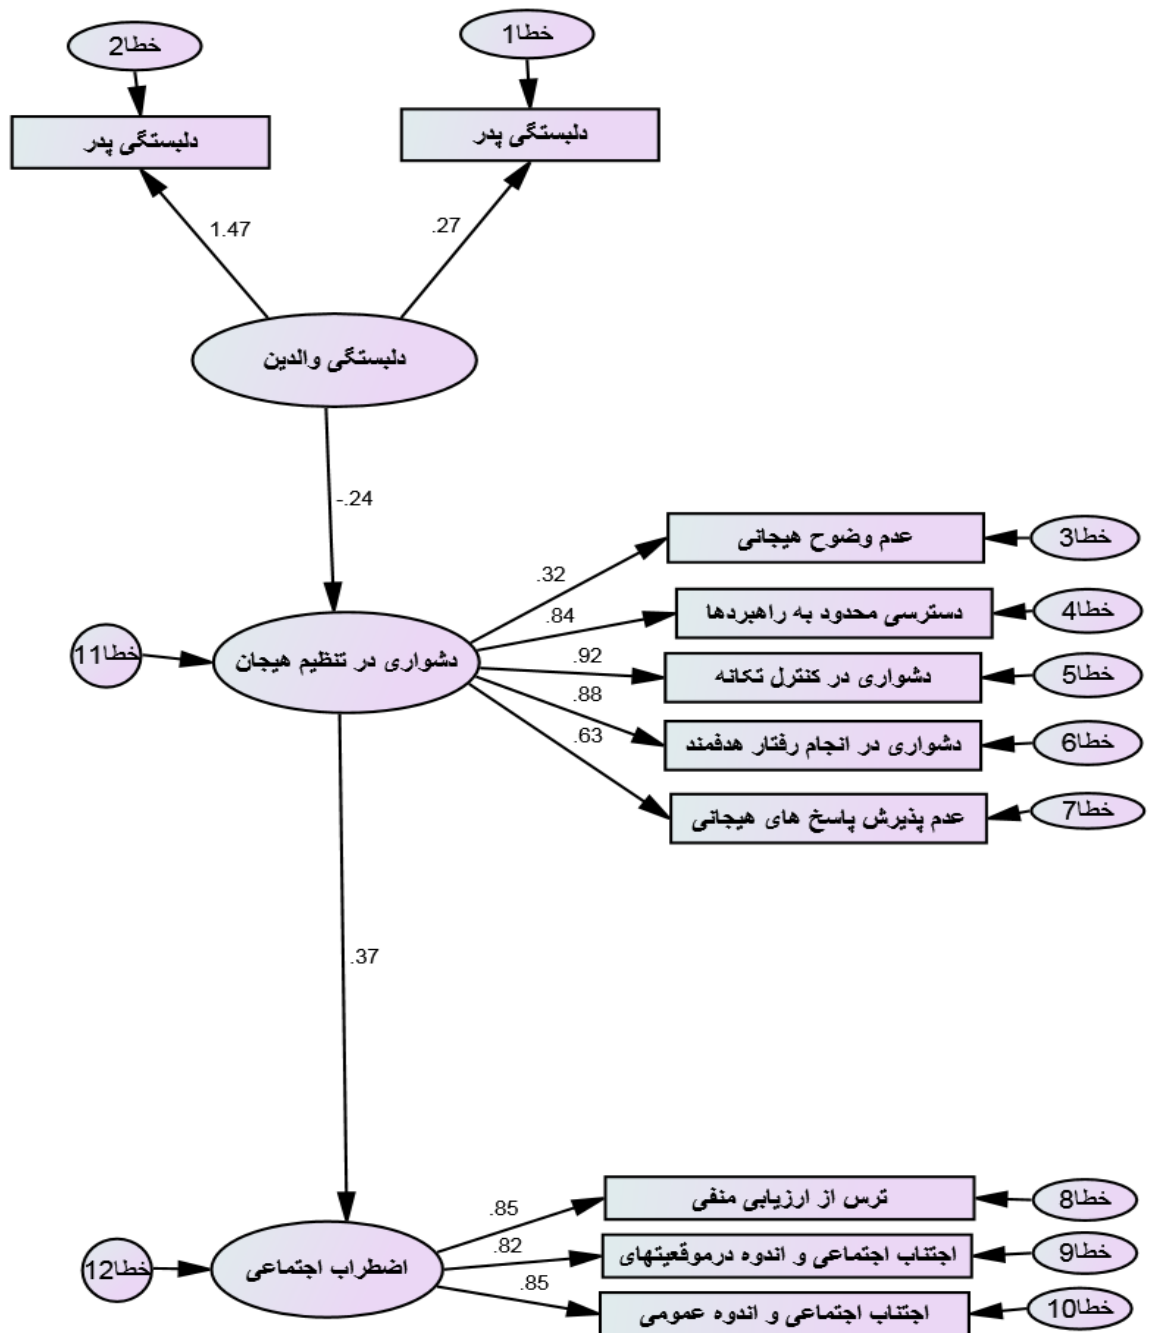 خطا2
خطا1
دلبستگی پدر
دلبستگی پدر
1.47
.27
دلبستگی والدین
-.24
عدم وضوح هیجانی
خطا3
.32
دسترسی محدود به راهبردها
خطا4
.84
خطا11
دشواری در تنظیم هیجان
.92
دشواری در کنترل تکانه
خطا5
.88
دشواری در انجام رفتار هدفمند
خطا6
.63
عدم پذیرش پاسخ های هیجانی
خطا7
.37
ترس از ارزیابی منفی
خطا8
.85
خطا12
اضطراب اجتماعی
.82
اجتناب اجتماعی و اندوه درموقعیتهای
خطا9
.85
اجتناب اجتماعی و اندوه عمومی
خطا10